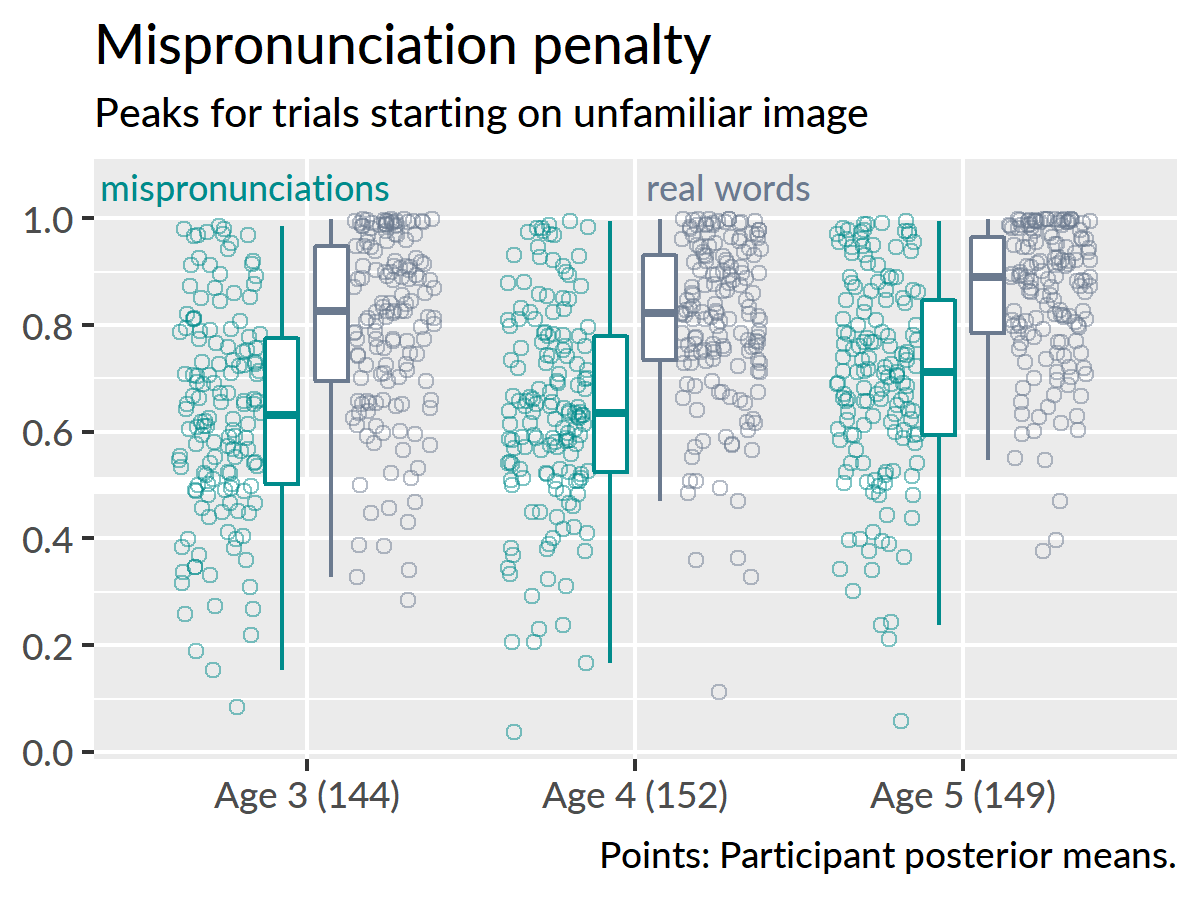 Mispronunciation penalty
Peaks for trials starting on unfamiliar image
mispronunciations real words
1.0
0.8
0.6
0.4
0.2
0.0
Age 3 (144) Age 4 (152) Age 5 (149)
Points: Participant posterior means.